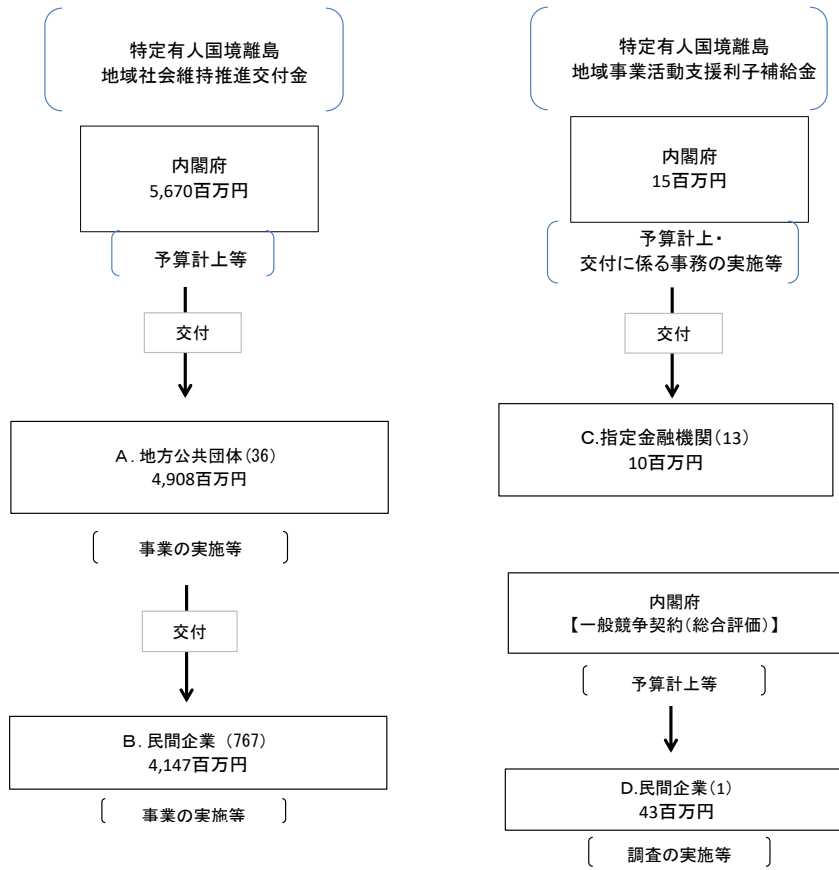 特定有人国境離島
地域社会維持推進交付金
内閣府
5,670百万円
予算計上等
交付
A．地方公共団体(36)
4,908百万円
事業の実施等
交付
B．民間企業（767)
4,147百万円
事業の実施等
特定有人国境離島
地域事業活動支援利子補給金
内閣府
15百万円
予算計上・
交付に係る事務の実施等
交付
C.指定金融機関(13)
10百万円
内閣府
【一般競争契約(総合評価)】
予算計上等
D.民間企業(1)
43百万円
調査の実施等